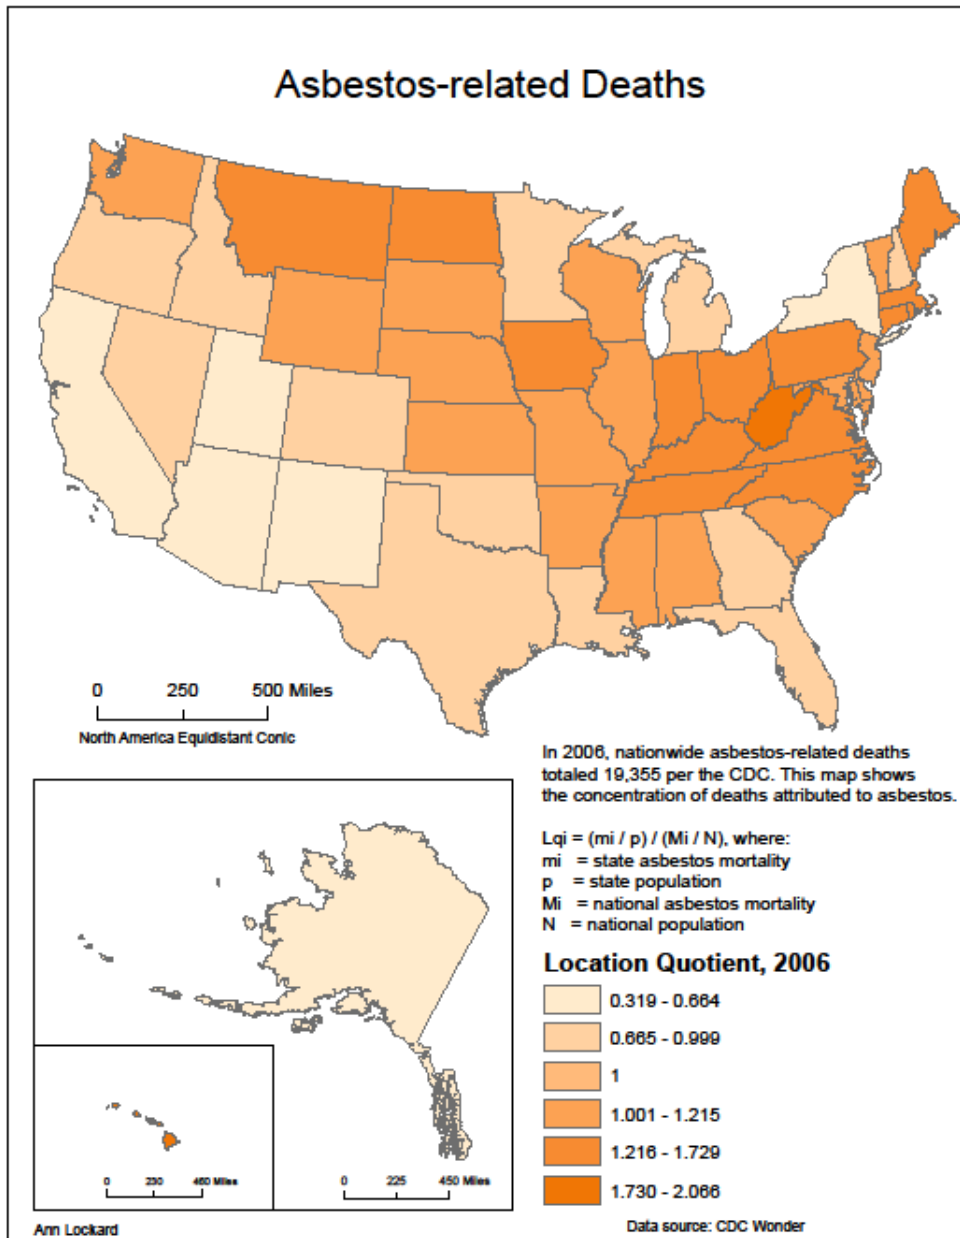 Asbestos-related Deaths
0 250 500 Miles
North America Equidistant Conic
In 2006, nationwide asbestos-related deaths
totaled 19,355 per the CDC. This map shows
the concentration of deaths attributed to asbestos.
Lqi = (mi / p) / (Mi / N), where:
mi = state asbestos mortality
p = state population
Mi = national asbestos mortality
N = national population
Location Quotient, 2006
0.319 - 0.664
0.665 - 0.999
1
1.001 - 1.215
1.216 - 1.729
1.730 - 2.066
0 230 460 Miles
0 225 450 Miles
Ann Lockard
Data source: CDC Wonder